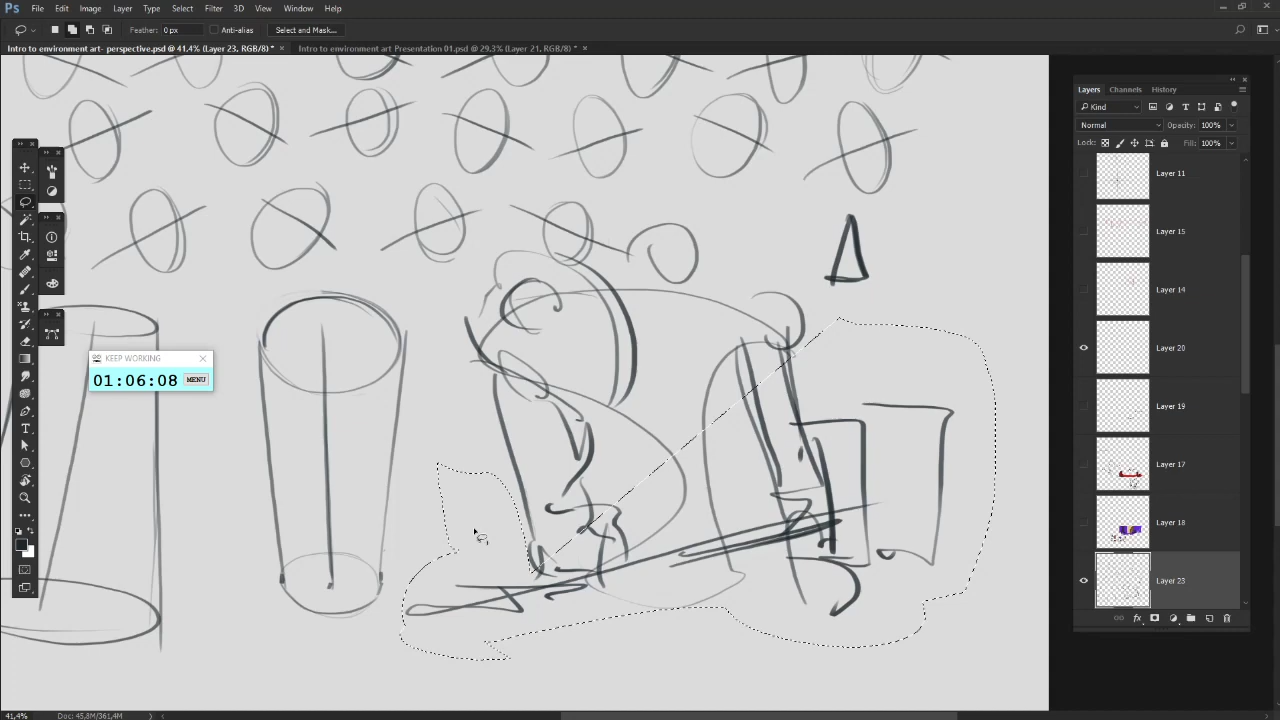 Ps File Edit Image Layer Type Select Filter 3D View Window Help
Feather: 0 px Anti-alias Select and Mask...
Intro to environment art- perspective.psd @ 41,4% (Layer 23, RGB/8) * Intro to environment art Presentation 01.psd @ 29,3% (Layer 21, RGB/8) *
Layers Channels History
Kind
Normal Opacity: 100%
Lock: Fill: 100%
Layer 11
Layer 15
Layer 14
Layer 20
KEEP WORKING
01:06:08 MENU
Layer 19
Layer 17
Layer 18
Layer 23
fx
41,4% Doc: 45,8M/361,4M